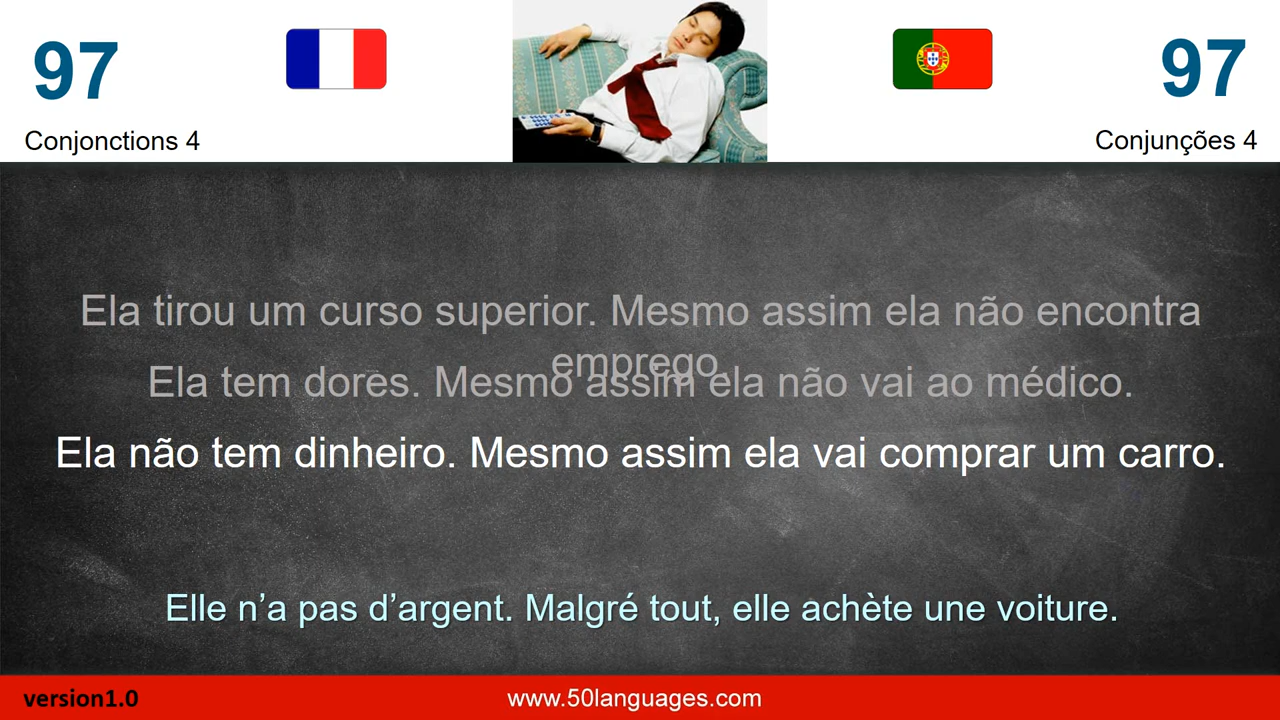 97
97
Conjonctions 4
Conjunções 4
Ela tirou um curso superior. Mesmo assim ela não encontra
emprego.
Ela tem dores. Mesmo assim ela não vai ao médico.
Ela não tem dinheiro. Mesmo assim ela vai comprar um carro.
Elle n’a pas d’argent. Malgré tout, elle achète une voiture.
version1.0
www.50languages.com